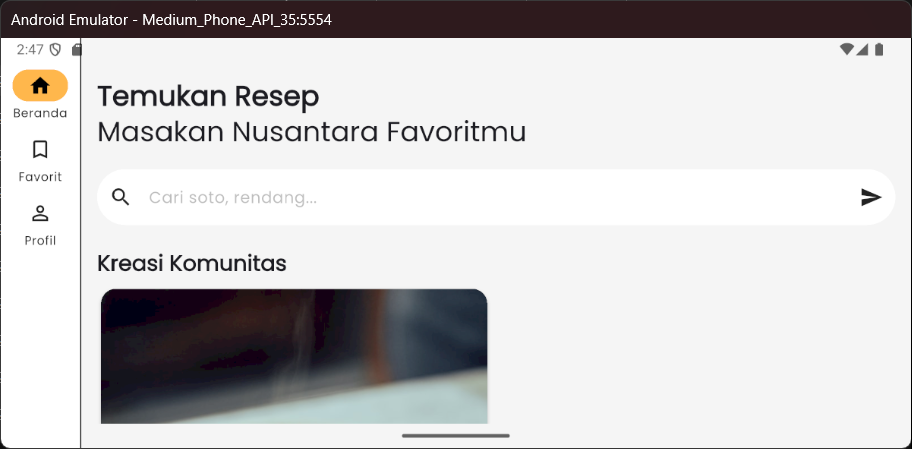 Android Emulator - Medium_Phone_API_35:5554
2:47
Beranda
Favorit
Profil
Temukan Resep
Masakan Nusantara Favoritmu
Cari soto, rendang...
Kreasi Komunitas